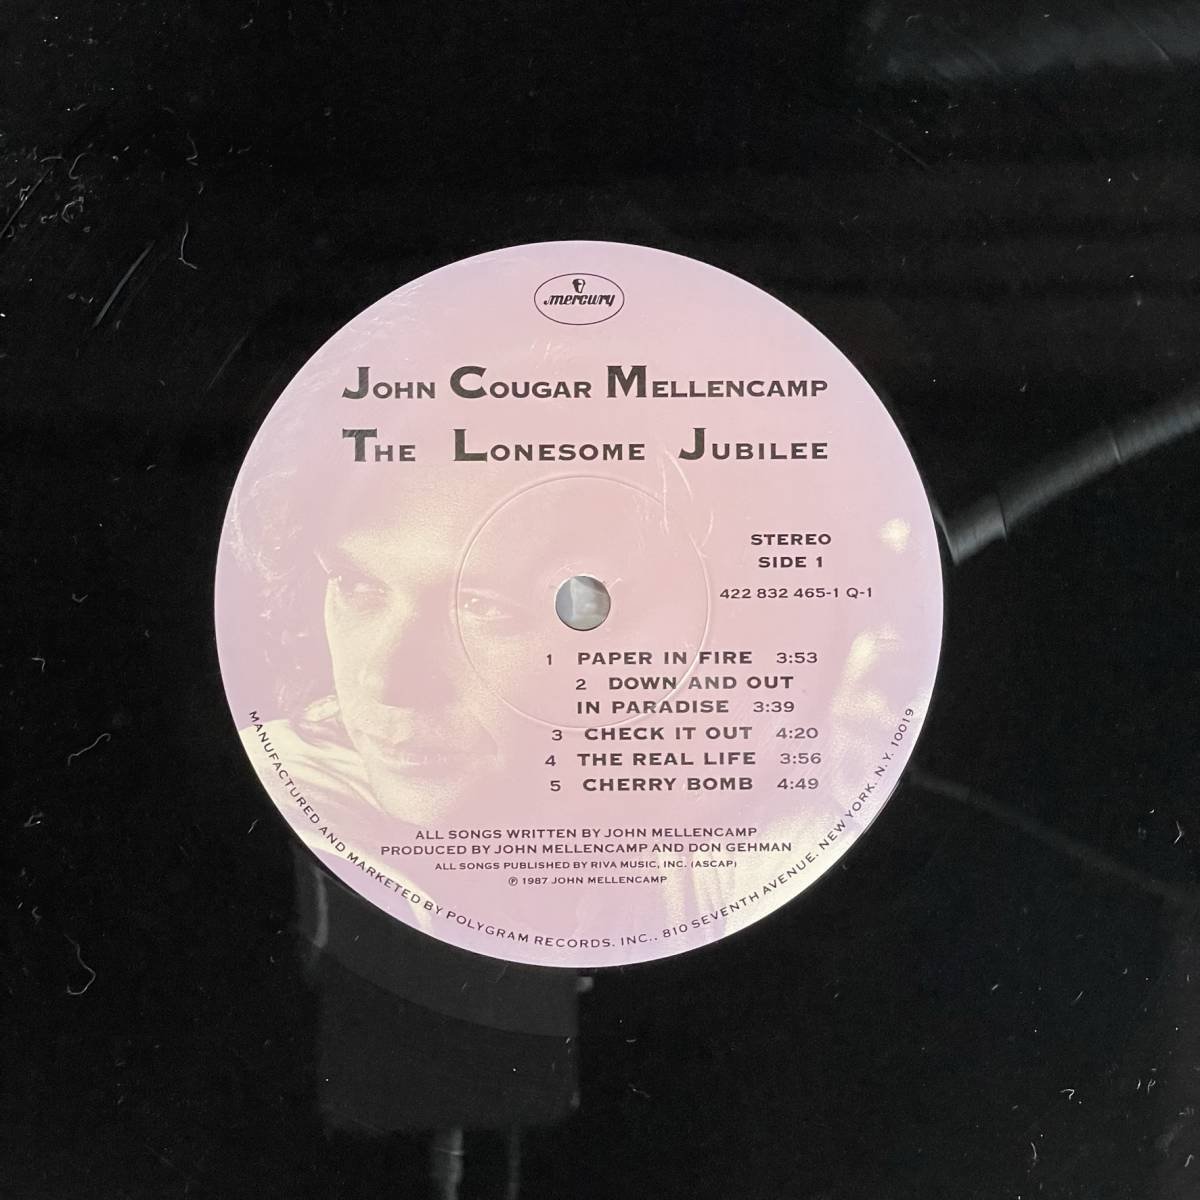 mercury
JOHN COUGAR MELLENCAMP
THE LONESOME JUBILEE
STEREO
SIDE 1
422 832 465-1 Q-1
1 PAPER IN FIRE 3:53
2 DOWN AND OUT
IN PARADISE 3:39
3 CHECK IT OUT 4:20
4 THE REAL LIFE 3:56
5 CHERRY BOMB 4:49
ALL SONGS WRITTEN BY JOHN MELLENCAMP
PRODUCED BY JOHN MELLENCAMP AND DON GEHMAN
ALL SONGS PUBLISHED BY RIVA MUSIC, INC. (ASCAP)
℗ 1987 JOHN MELLENCAMP
MANUFACTURED AND MARKETED BY POLYGRAM RECORDS, INC., 810 SEVENTH AVENUE, NEW YORK, N.Y. 10019